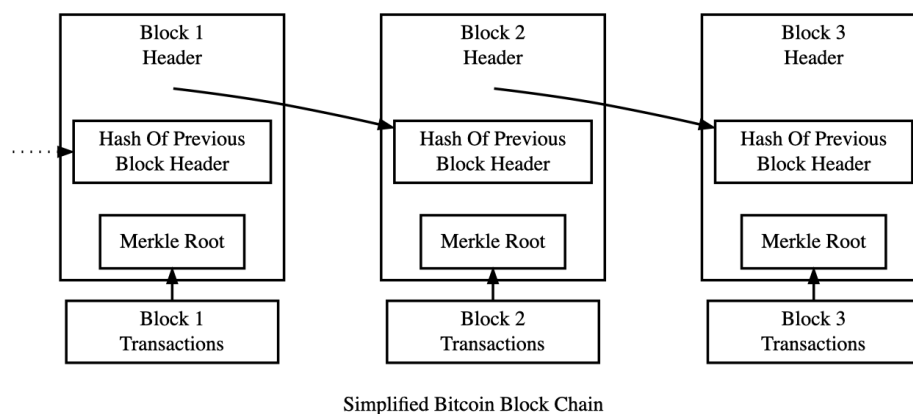 Block 1
Header
Hash Of Previous
Block Header
Merkle Root
Block 1
Transactions
Block 2
Header
Hash Of Previous
Block Header
Merkle Root
Block 2
Transactions
Block 3
Header
Hash Of Previous
Block Header
Merkle Root
Block 3
Transactions
Simplified Bitcoin Block Chain